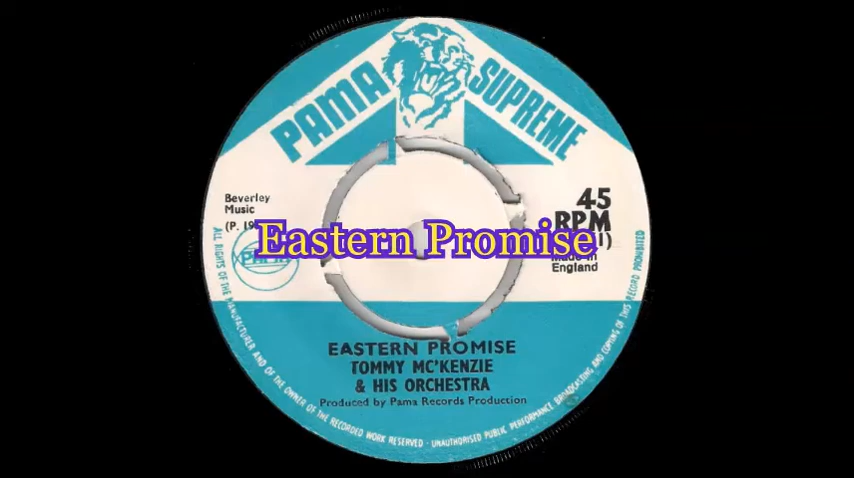 PAMA SUPREME
Beverley
Music
(P. 19
45
RPM
Made in
England
Eastern Promise
PAMA
EASTERN PROMISE
TOMMY MC'KENZIE
& HIS ORCHESTRA
Produced by Pama Records Production
ALL RIGHTS OF THE MANUFACTURER AND OF THE OWNER OF THE RECORDED WORK RESERVED - UNAUTHORISED PUBLIC PERFORMANCE, BROADCASTING AND COPYING OF THIS RECORD PROHIBITED